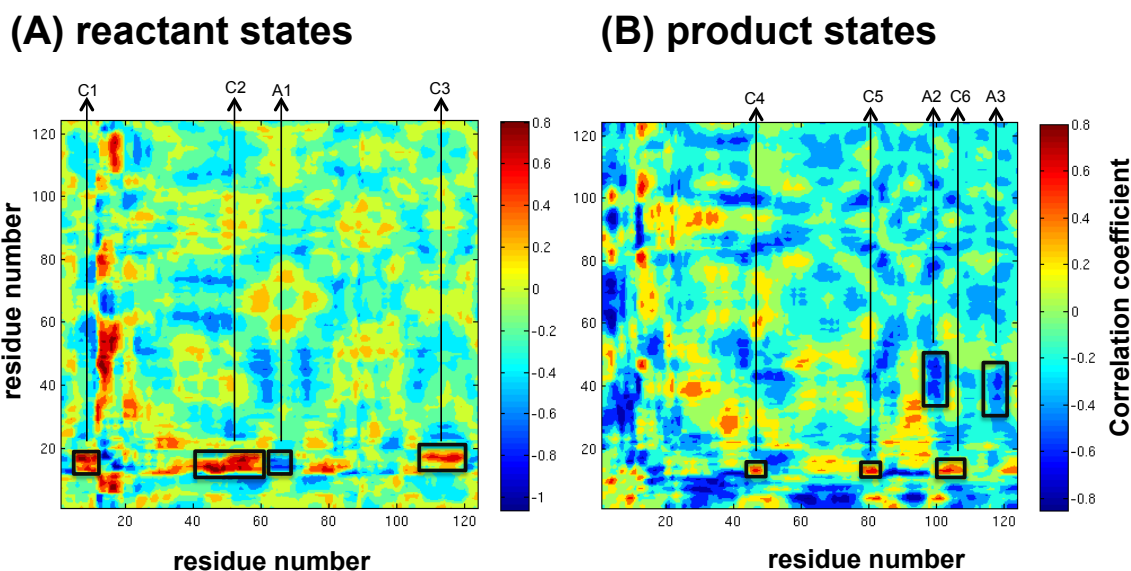 (A) reactant states
(B) product states
C1
C2
A1
C3
C4
C5
A2
C6
A3
120
100
80
60
40
20
20
40
60
80
100
120
residue number
residue number
0.8
0.6
0.4
0.2
0
-0.2
-0.4
-0.6
-0.8
-1
120
100
80
60
40
20
20
40
60
80
100
120
residue number
0.8
0.6
0.4
0.2
0
-0.2
-0.4
-0.6
-0.8
Correlation coefficient